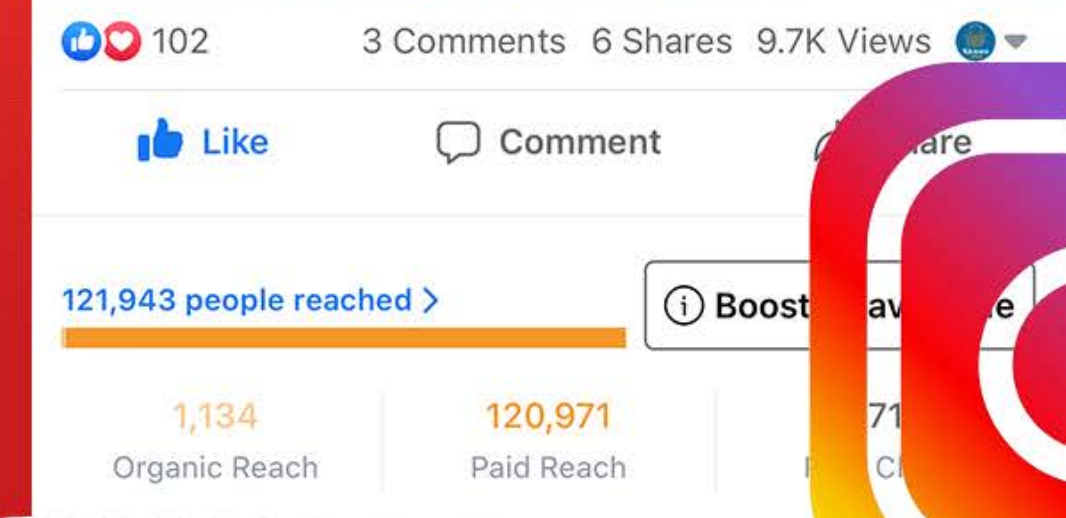 102 3 Comments 6 Shares 9.7K Views
Like Comment
121,943 people reached >
Boost
1,134 120,971 71
Organic Reach Paid Reach